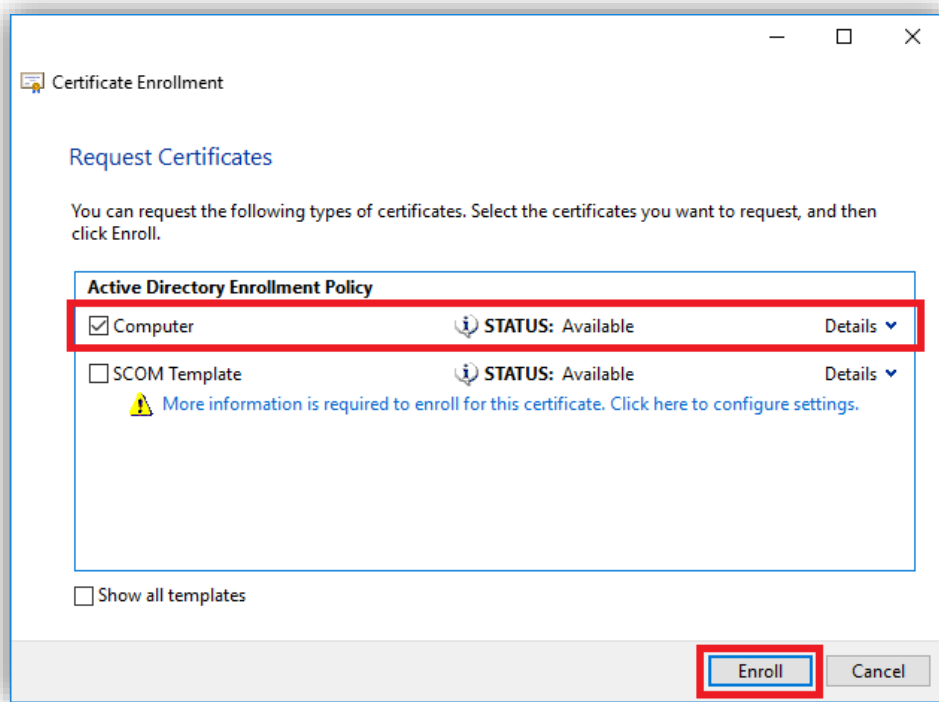 Certificate Enrollment
Request Certificates
You can request the following types of certificates. Select the certificates you want to request, and then
click Enroll.
Active Directory Enrollment Policy
Computer STATUS: Available Details
SCOM Template STATUS: Available Details
More information is required to enroll for this certificate. Click here to configure settings.
Show all templates
Enroll Cancel